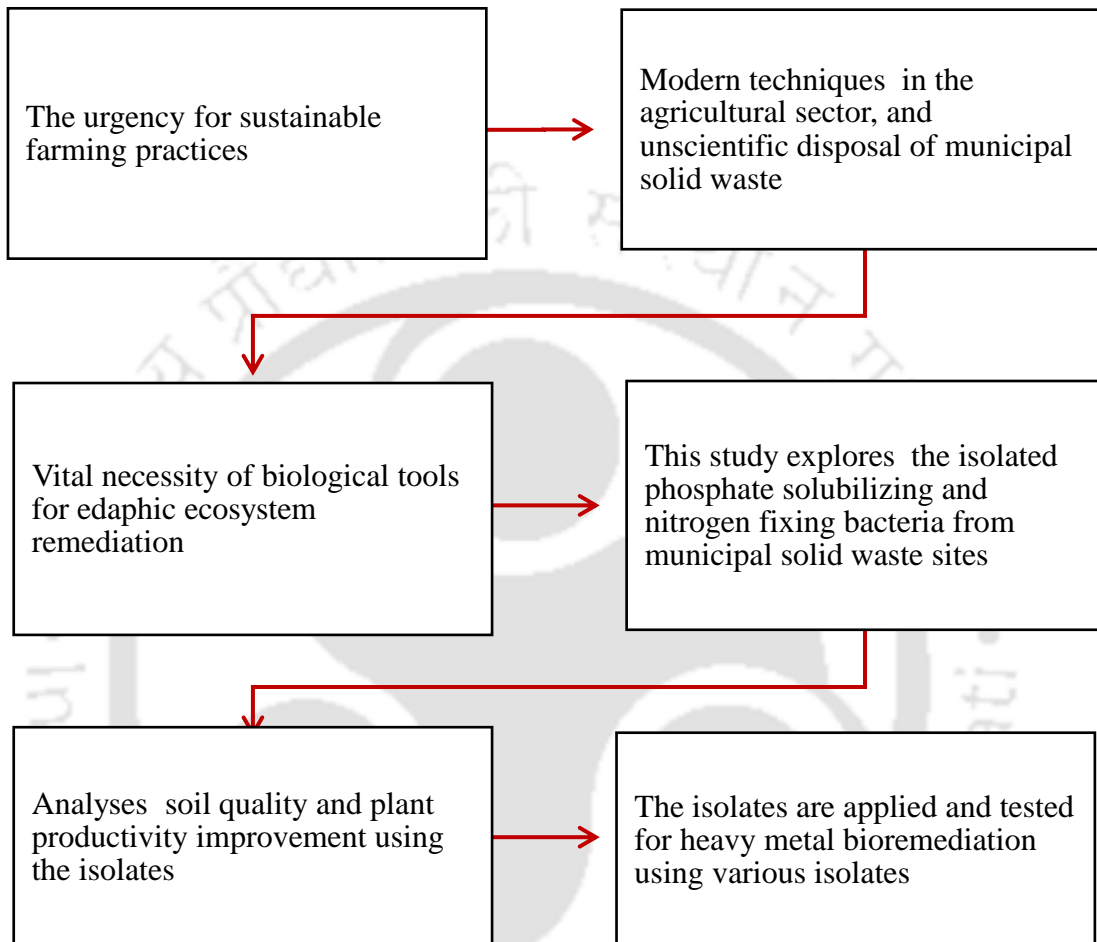 The urgency for sustainable
farming practices
Modern techniques in the
agricultural sector, and
unscientific disposal of municipal
solid waste
Vital necessity of biological tools
for edaphic ecosystem
remediation
This study explores the isolated
phosphate solubilizing and
nitrogen fixing bacteria from
municipal solid waste sites
Analyses soil quality and plant
productivity improvement using
the isolates
The isolates are applied and tested
for heavy metal bioremediation
using various isolates